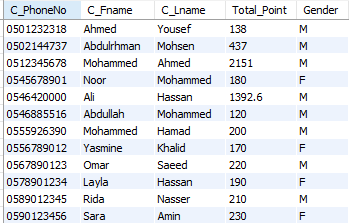 C_PhoneNo C_Fname C_Lname Total_Point Gender
0501232318 Ahmed Yousef 138 M
0502144737 Abdulrhman Mohsen 437 M
0512345678 Mohammed Ahmed 2151 M
0545678901 Noor Mohammed 180 F
0546420000 Ali Hassan 1392.6 M
0546885516 Abdullah Mohammed 120 M
0555926390 Mohammed Hamad 200 M
0556789012 Yasmine Khalid 170 F
0567890123 Omar Saeed 220 M
0578901234 Layla Hassan 190 F
0589012345 Rida Nasser 210 M
0590123456 Sara Amin 230 F